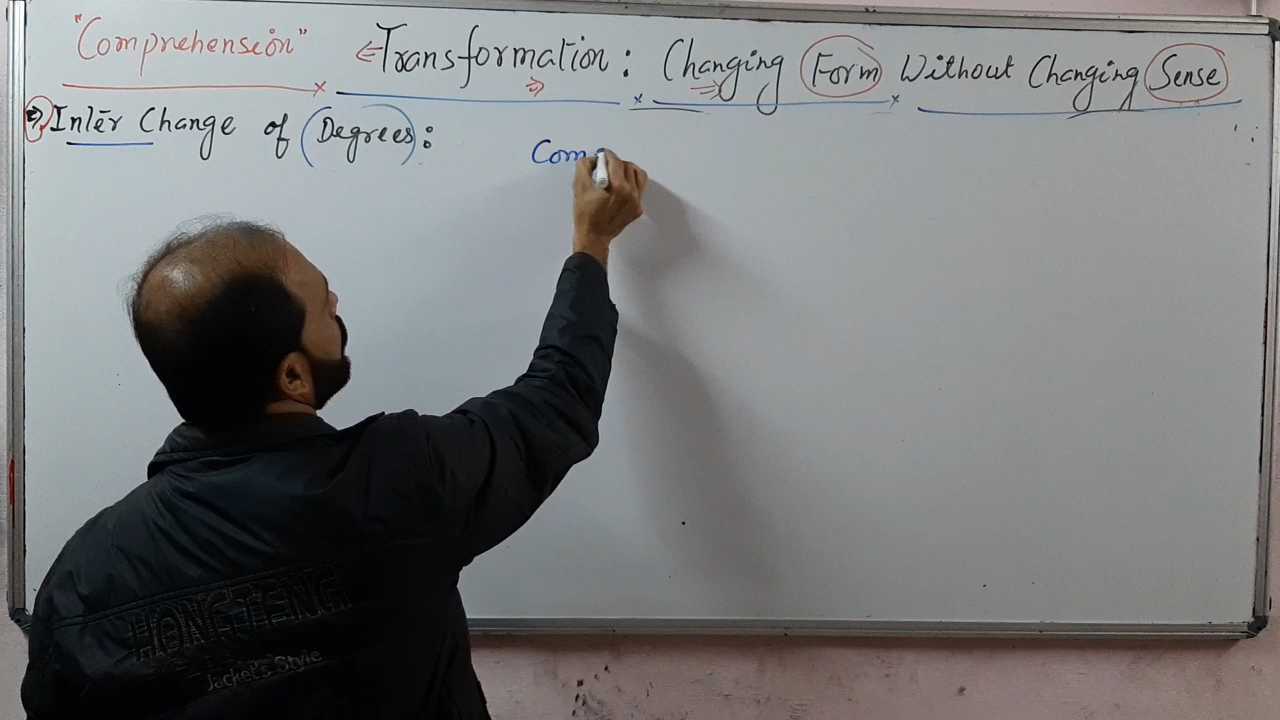 "Comprehension" Transformation: Changing Form Without Changing Sense
Inter Change of Degrees:
Com
HONGTENG
Jacket's Style